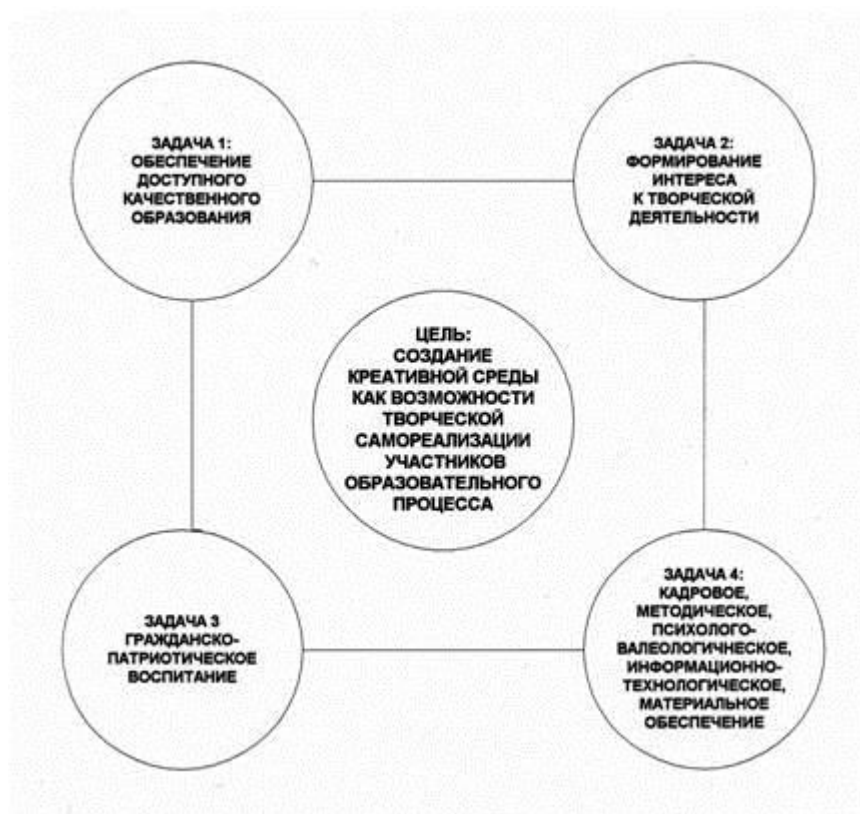 ЗАДАЧА 1:
ОБЕСПЕЧЕНИЕ
ДОСТУПНОГО
КАЧЕСТВЕННОГО
ОБРАЗОВАНИЯ
ЗАДАЧА 2:
ФОРМИРОВАНИЕ
ИНТЕРЕСА
К ТВОРЧЕСКОЙ
ДЕЯТЕЛЬНОСТИ
ЦЕЛЬ:
СОЗДАНИЕ
КРЕАТИВНОЙ СРЕДЫ
КАК ВОЗМОЖНОСТИ
ТВОРЧЕСКОЙ
САМОРЕАЛИЗАЦИИ
УЧАСТНИКОВ
ОБРАЗОВАТЕЛЬНОГО
ПРОЦЕССА
ЗАДАЧА 3
ГРАЖДАНСКО-
ПАТРИОТИЧЕСКОЕ
ВОСПИТАНИЕ
ЗАДАЧА 4:
КАДРОВОЕ,
МЕТОДИЧЕСКОЕ,
ПСИХОЛОГО-
ВАЛЕОЛОГИЧНЕСКОЕ,
ИНФОРМАЦИОННО-
ТЕХНОЛОГИЧЕСКОЕ,
МАТЕРИАЛЬНОЕ
ОБЕСПЕЧЕНИЕ